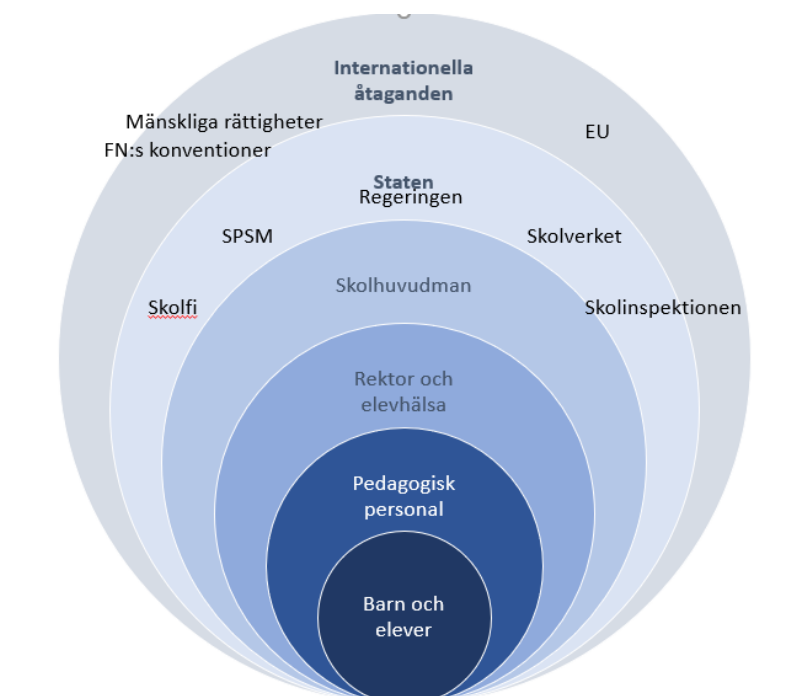 Internationella
åtaganden
Mänskliga rättigheter
EU
FN:s konventioner
Staten
Regeringen
SPSM
Skolverket
Skolhuvudman
Skolfi
Skolinspektionen
Rektor och
elevhälsa
Pedagogisk
personal
Barn och
elever